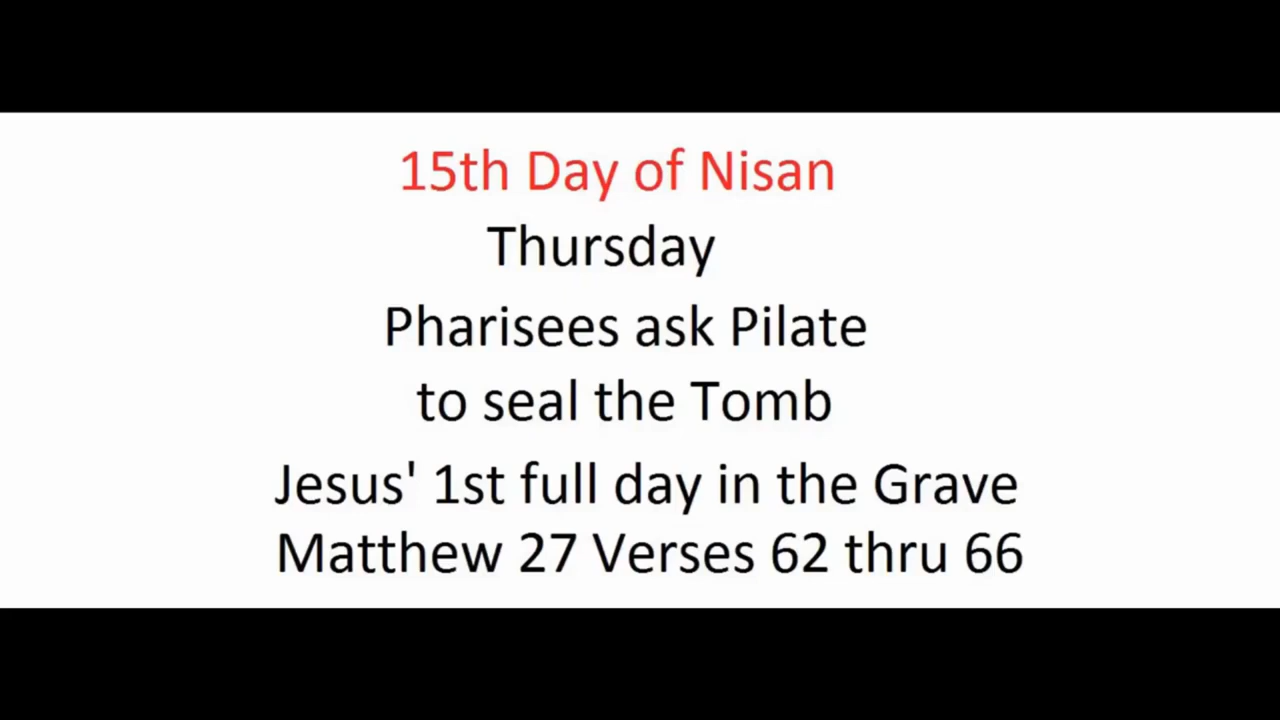 15th Day of Nisan
Thursday
Pharisees ask Pilate
to seal the Tomb
Jesus' 1st full day in the Grave
Matthew 27 Verses 62 thru 66